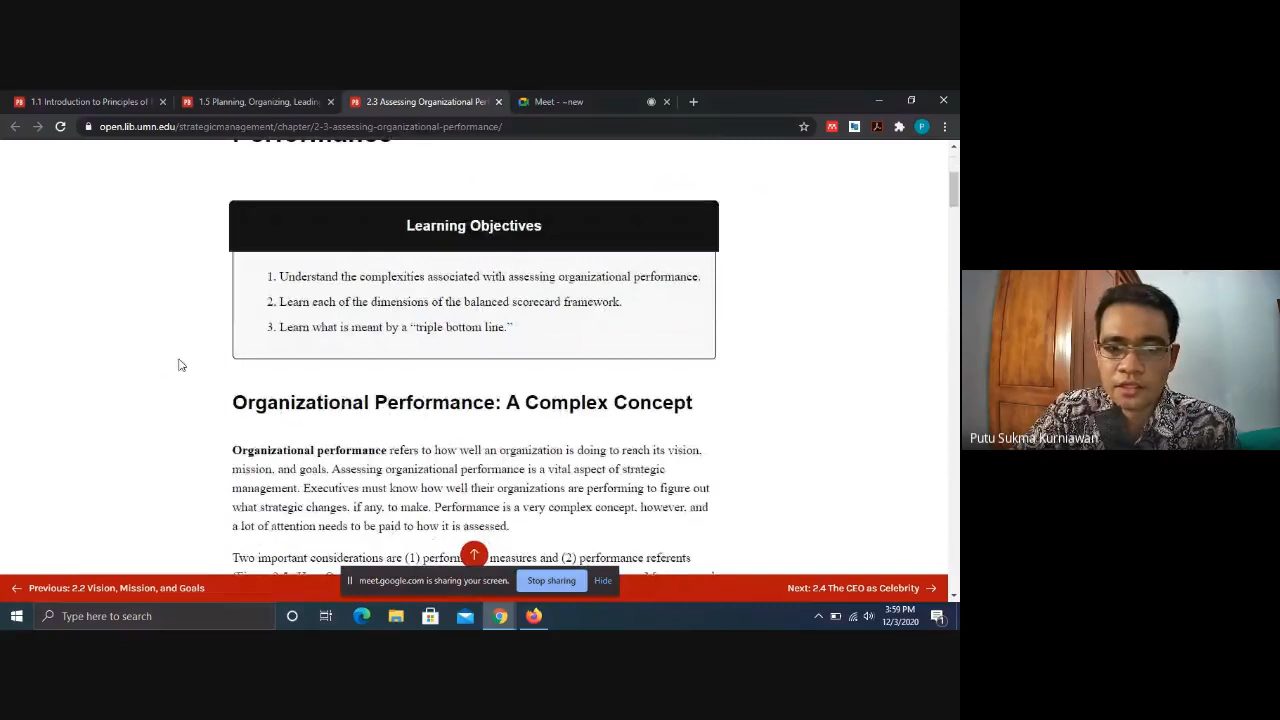 1.1 Introduction to Principles of
1.5 Planning, Organizing, Leading
2.3 Assessing Organizational Per
Meet - ~new
open.lib.umn.edu/strategicmanagement/chapter/2-3-assessing-organizational-performance/
P
Performance
Learning Objectives
1. Understand the complexities associated with assessing organizational performance.
2. Learn each of the dimensions of the balanced scorecard framework.
3. Learn what is meant by a “triple bottom line.”
Organizational Performance: A Complex Concept
Organizational performance refers to how well an organization is doing to reach its vision,
mission, and goals. Assessing organizational performance is a vital aspect of strategic
management. Executives must know how well their organizations are performing to figure out
what strategic changes, if any, to make. Performance is a very complex concept, however, and
a lot of attention needs to be paid to how it is assessed.
Two important considerations are (1) perform measures and (2) performance referents
meet.google.com is sharing your screen.
Stop sharing
Hide
Previous: 2.2 Vision, Mission, and Goals
Next: 2.4 The CEO as Celebrity
Type here to search
3:59 PM
12/3/2020
Putu Sukma Kurniawan